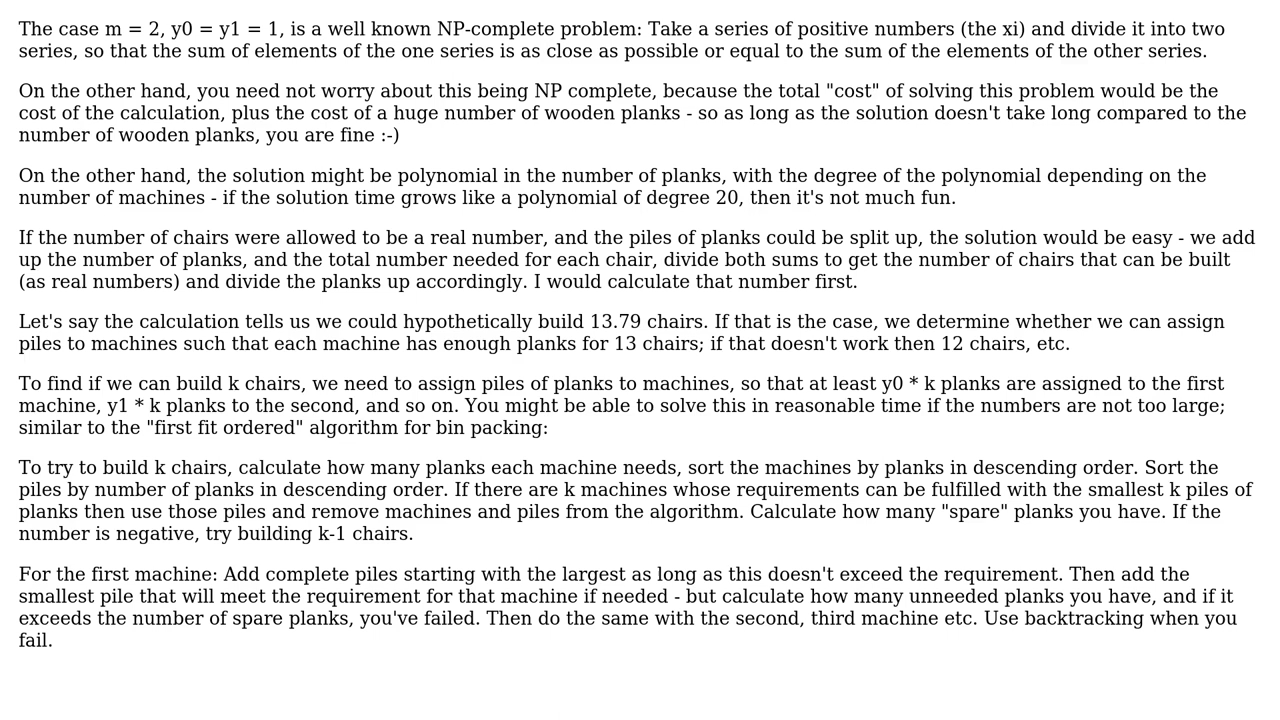 The case m = 2, y0 = y1 = 1, is a well known NP-complete problem: Take a series of positive numbers (the xi) and divide it into two
series, so that the sum of elements of the one series is as close as possible or equal to the sum of the elements of the other series.
On the other hand, you need not worry about this being NP complete, because the total "cost" of solving this problem would be the
cost of the calculation, plus the cost of a huge number of wooden planks - so as long as the solution doesn't take long compared to the
number of wooden planks, you are fine :-)
On the other hand, the solution might be polynomial in the number of planks, with the degree of the polynomial depending on the
number of machines - if the solution time grows like a polynomial of degree 20, then it's not much fun.
If the number of chairs were allowed to be a real number, and the piles of planks could be split up, the solution would be easy - we add
up the number of planks, and the total number needed for each chair, divide both sums to get the number of chairs that can be built
(as real numbers) and divide the planks up accordingly. I would calculate that number first.
Let's say the calculation tells us we could hypothetically build 13.79 chairs. If that is the case, we determine whether we can assign
piles to machines such that each machine has enough planks for 13 chairs; if that doesn't work then 12 chairs, etc.
To find if we can build k chairs, we need to assign piles of planks to machines, so that at least y0 * k planks are assigned to the first
machine, y1 * k planks to the second, and so on. You might be able to solve this in reasonable time if the numbers are not too large;
similar to the "first fit ordered" algorithm for bin packing:
To try to build k chairs, calculate how many planks each machine needs, sort the machines by planks in descending order. Sort the
piles by number of planks in descending order. If there are k machines whose requirements can be fulfilled with the smallest k piles of
planks then use those piles and remove machines and piles from the algorithm. Calculate how many "spare" planks you have. If the
number is negative, try building k-1 chairs.
For the first machine: Add complete piles starting with the largest as long as this doesn't exceed the requirement. Then add the
smallest pile that will meet the requirement for that machine if needed - but calculate how many unneeded planks you have, and if it
exceeds the number of spare planks, you've failed. Then do the same with the second, third machine etc. Use backtracking when you
fail.